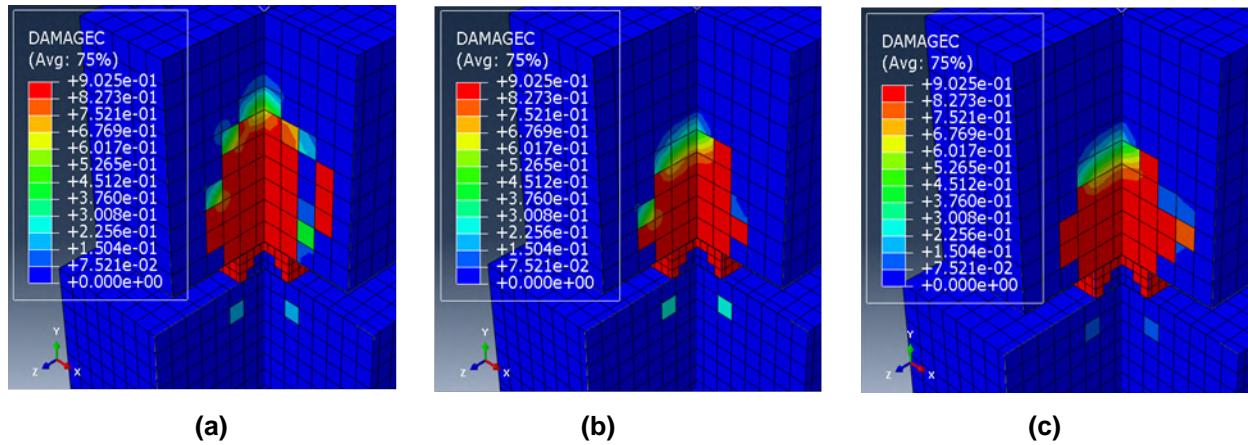 DAMAGEC
(Avg: 75%)
+9.025e-01
+8.273e-01
+7.521e-01
+6.769e-01
+6.017e-01
+5.265e-01
+4.512e-01
+3.760e-01
+3.008e-01
+2.256e-01
+1.504e-01
+7.521e-02
+0.000e+00
Y
Z
X
DAMAGEC
(Avg: 75%)
+9.025e-01
+8.273e-01
+7.521e-01
+6.769e-01
+6.017e-01
+5.265e-01
+4.512e-01
+3.760e-01
+3.008e-01
+2.256e-01
+1.504e-01
+7.521e-02
+0.000e+00
Y
Z
X
DAMAGEC
(Avg: 75%)
+9.025e-01
+8.273e-01
+7.521e-01
+6.769e-01
+6.017e-01
+5.265e-01
+4.512e-01
+3.760e-01
+3.008e-01
+2.256e-01
+1.504e-01
+7.521e-02
+0.000e+00
Y
Z
X
(a)
(b)
(c)